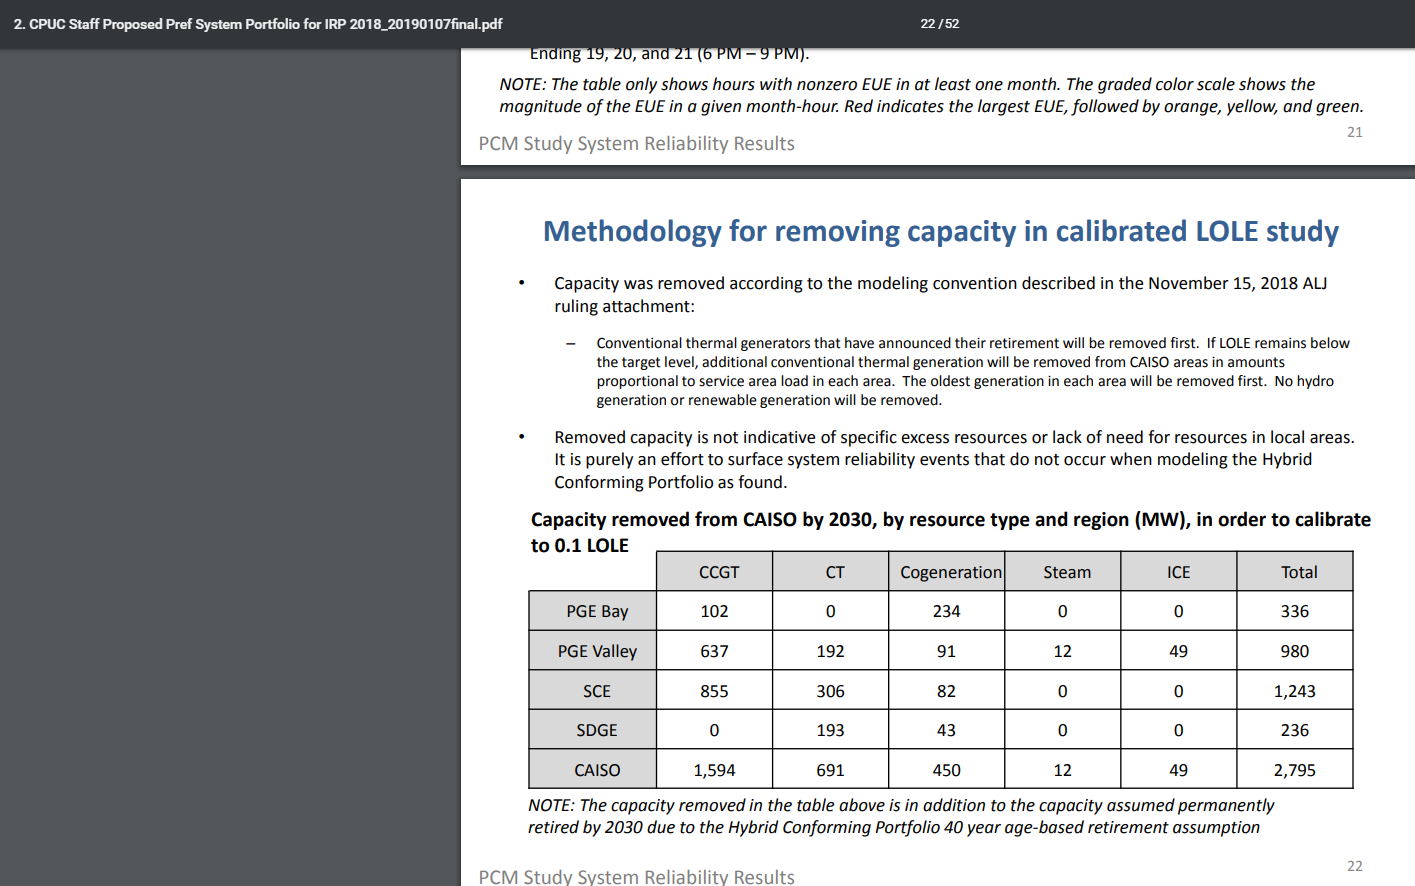 2. CPUC Staff Proposed Pref System Portfolio for IRP 2018_20190107final.pdf
22 / 52
Ending 19, 20, and 21 (6 PM – 9 PM).
NOTE: The table only shows hours with nonzero EUE in at least one month. The graded color scale shows the
magnitude of the EUE in a given month-hour. Red indicates the largest EUE, followed by orange, yellow, and green.
21
PCM Study System Reliability Results
Methodology for removing capacity in calibrated LOLE study
• Capacity was removed according to the modeling convention described in the November 15, 2018 ALJ
ruling attachment:
– Conventional thermal generators that have announced their retirement will be removed first. If LOLE remains below
the target level, additional conventional thermal generation will be removed from CAISO areas in amounts
proportional to service area load in each area. The oldest generation in each area will be removed first. No hydro
generation or renewable generation will be removed.
• Removed capacity is not indicative of specific excess resources or lack of need for resources in local areas.
It is purely an effort to surface system reliability events that do not occur when modeling the Hybrid
Conforming Portfolio as found.
Capacity removed from CAISO by 2030, by resource type and region (MW), in order to calibrate
to 0.1 LOLE
CCGT CT Cogeneration Steam ICE Total
PGE Bay 102 0 234 0 0 336
PGE Valley 637 192 91 12 49 980
SCE 855 306 82 0 0 1,243
SDGE 0 193 43 0 0 236
CAISO 1,594 691 450 12 49 2,795
NOTE: The capacity removed in the table above is in addition to the capacity assumed permanently
retired by 2030 due to the Hybrid Conforming Portfolio 40 year age-based retirement assumption
22
PCM Study System Reliability Results